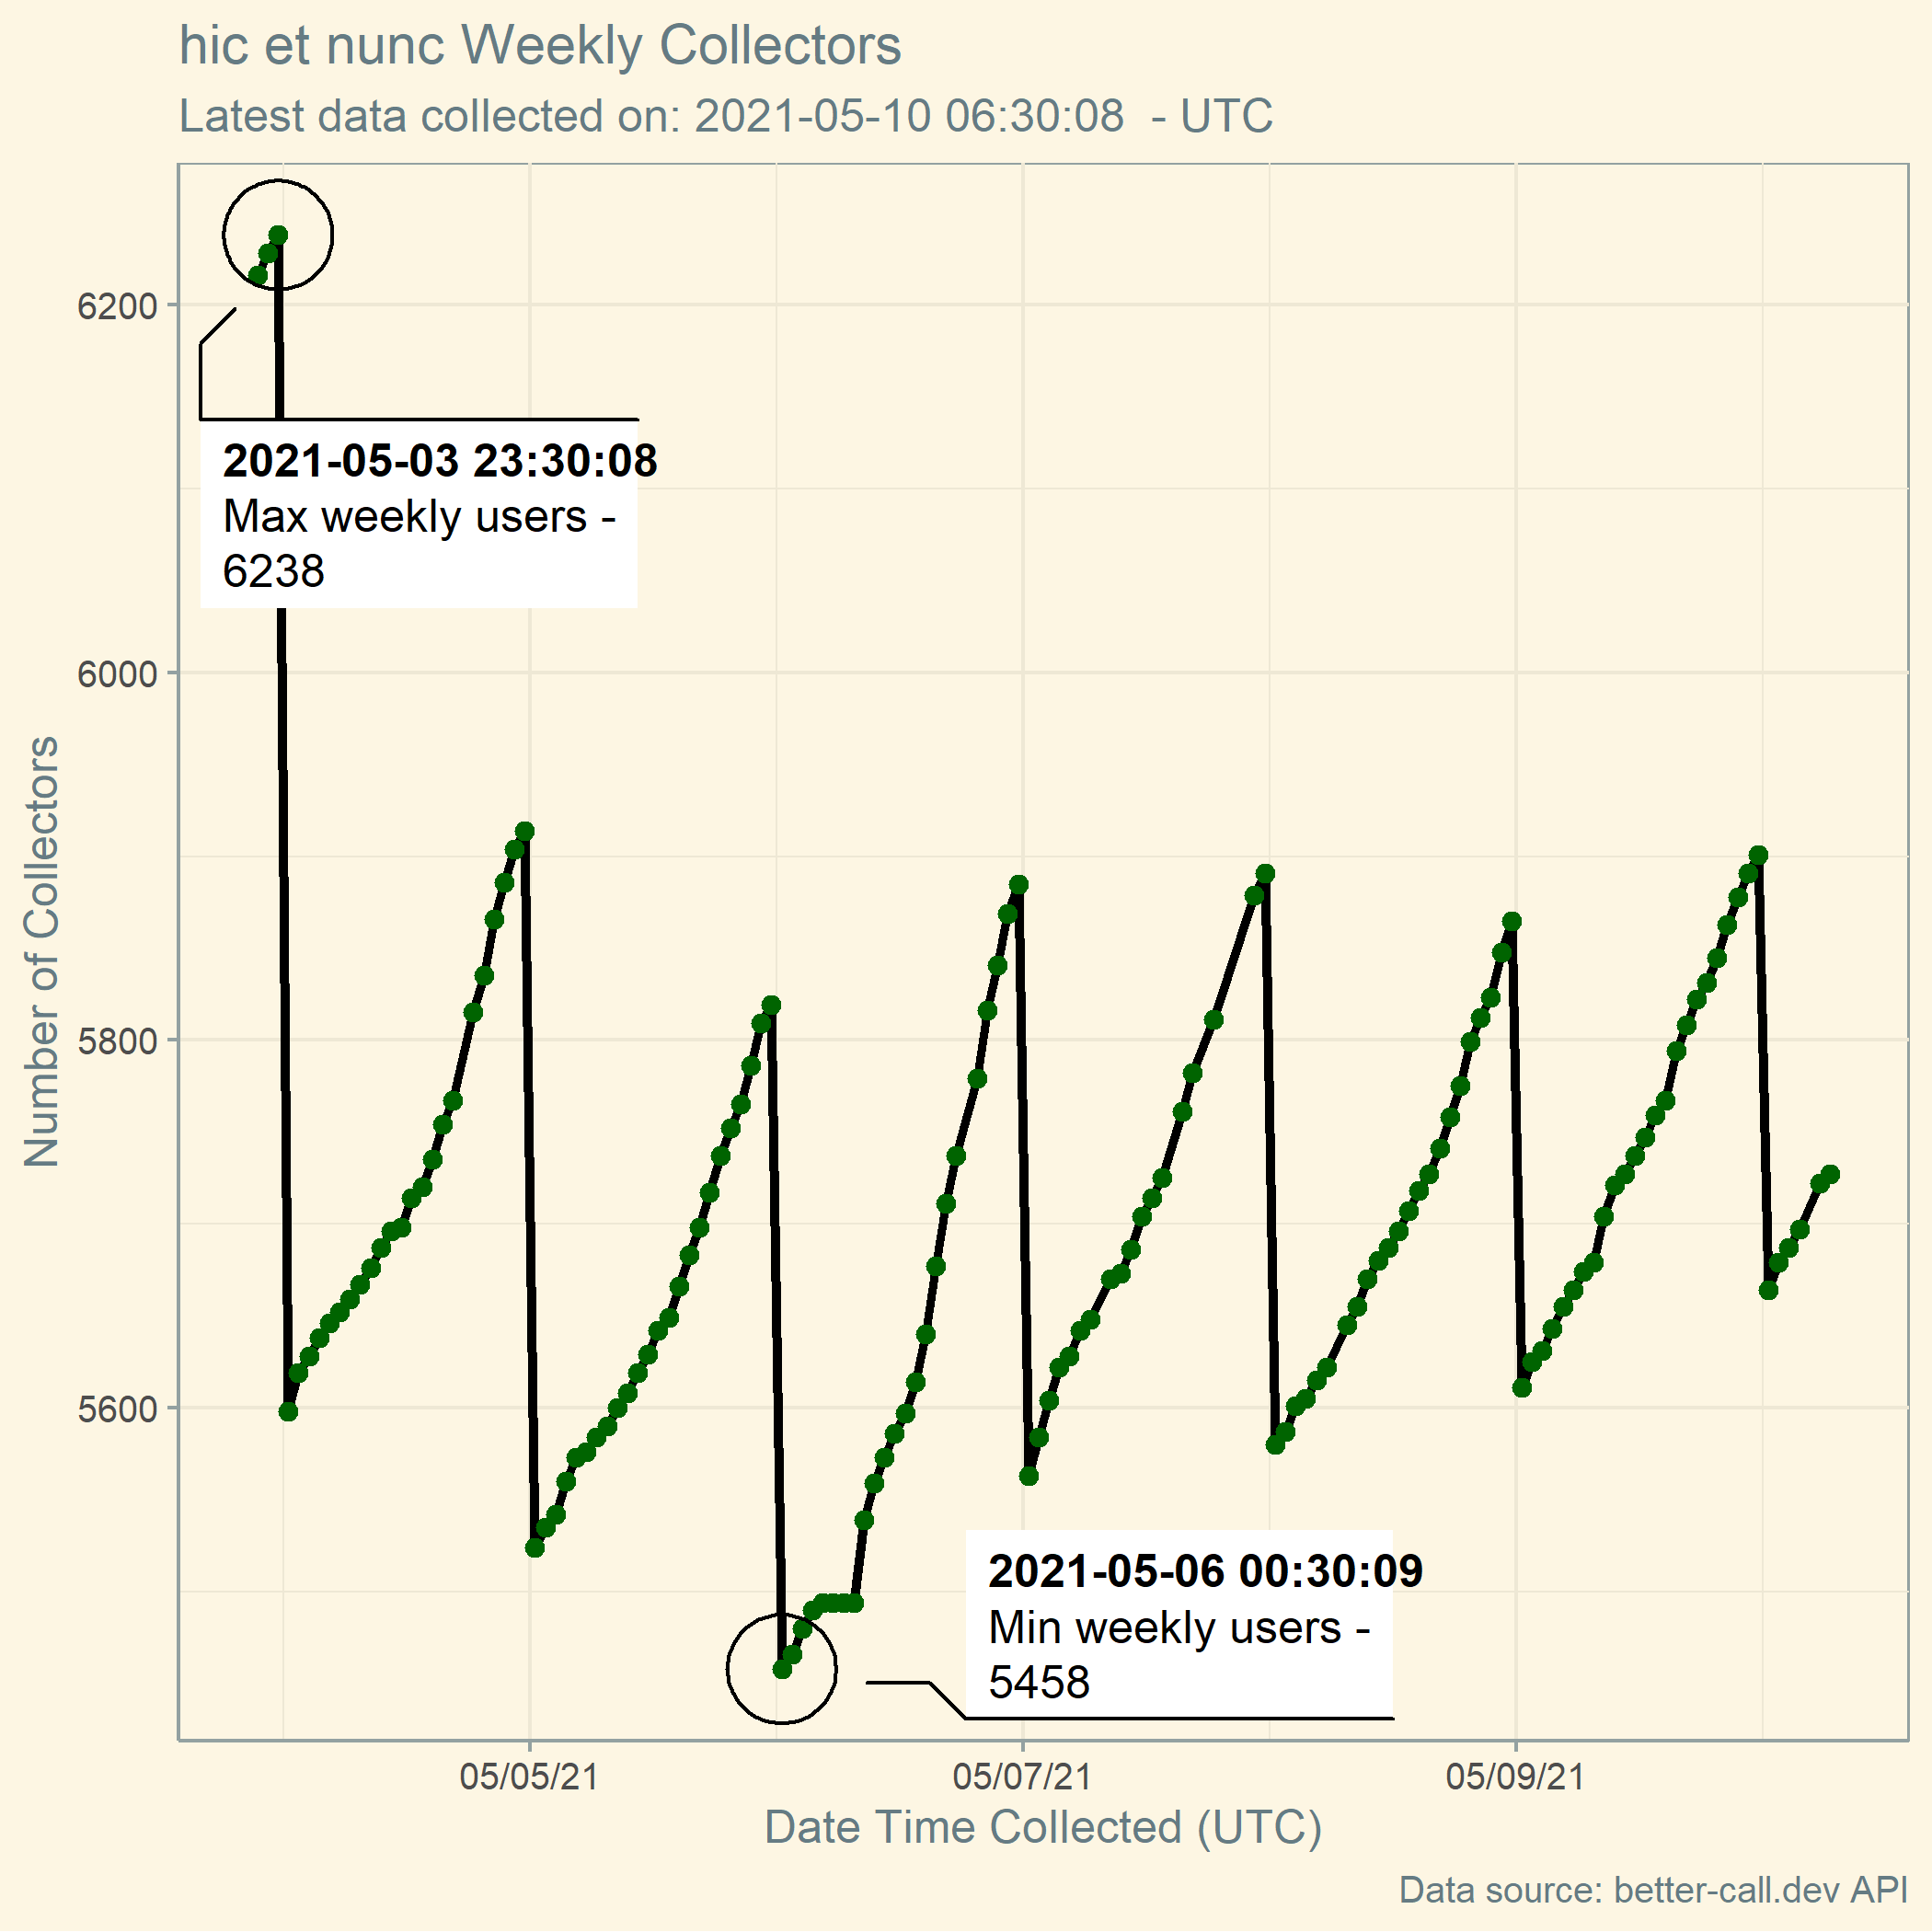 hic et nunc Weekly Collectors
Latest data collected on: 2021-05-10 06:30:08  - UTC
6200
6000
5800
5600
Number of Collectors
2021-05-03 23:30:08
Max weekly users -
6238
2021-05-06 00:30:09
Min weekly users -
5458
05/05/21
05/07/21
05/09/21
Date Time Collected (UTC)
Data source: better-call.dev API